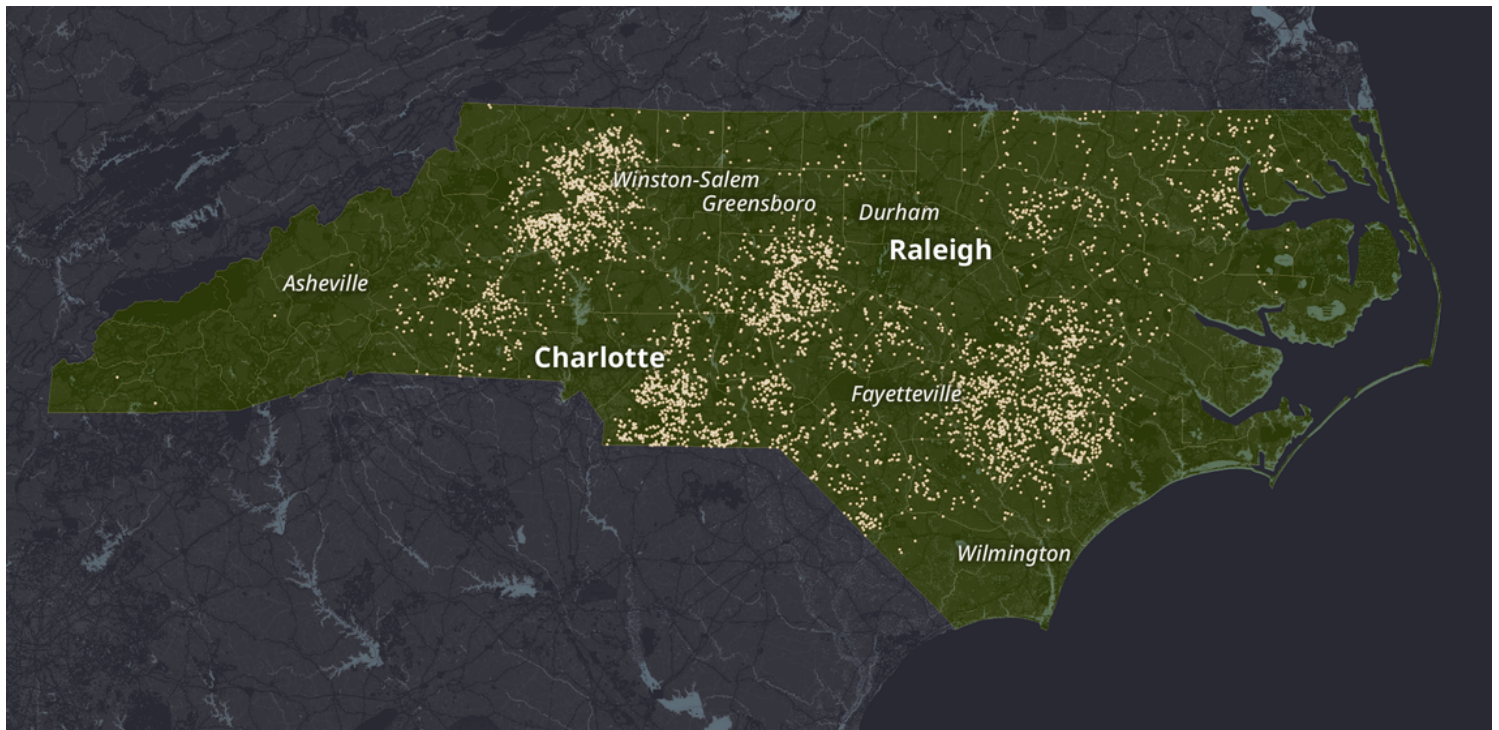 Winston-Salem
Greensboro
Durham
Raleigh
Asheville
Charlotte
Fayetteville
Wilmington